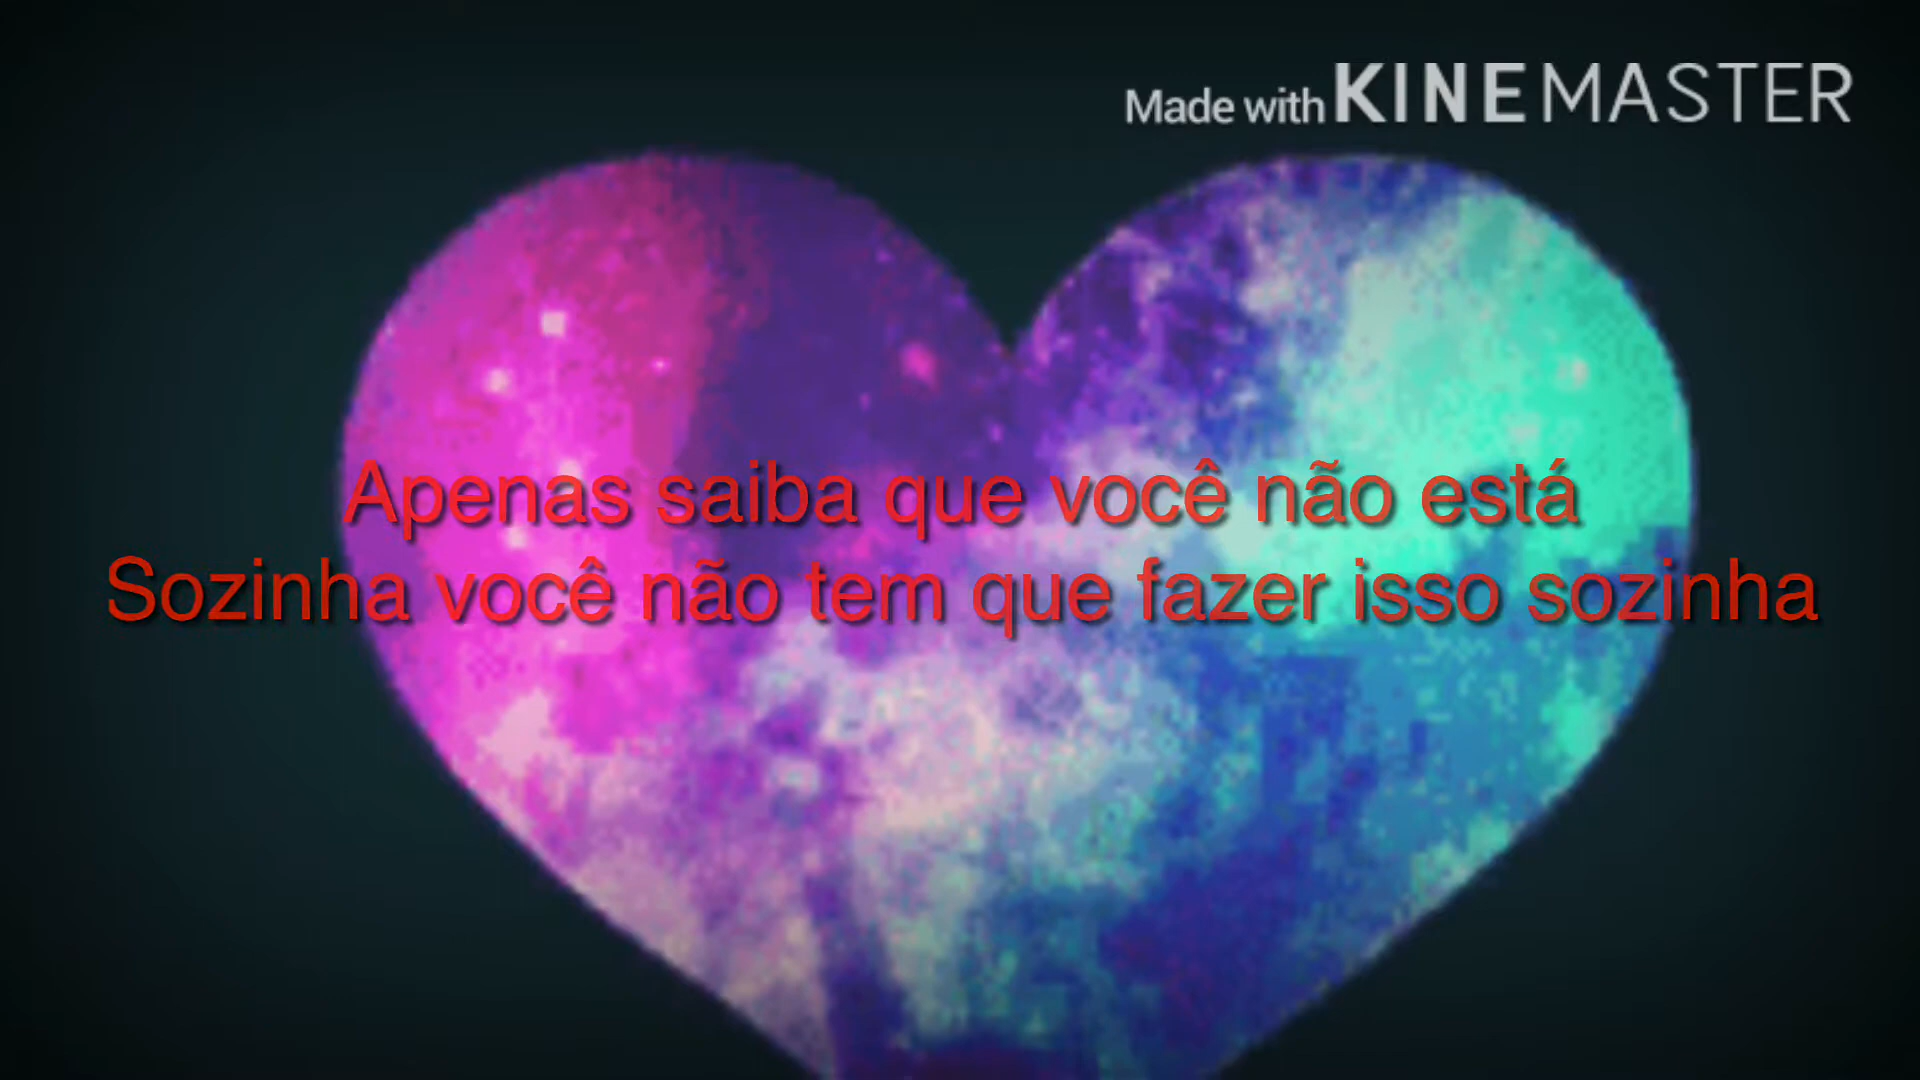 Made with KINEMASTER
Apenas saiba que você não está
Sozinha você não tem que fazer isso sozinha